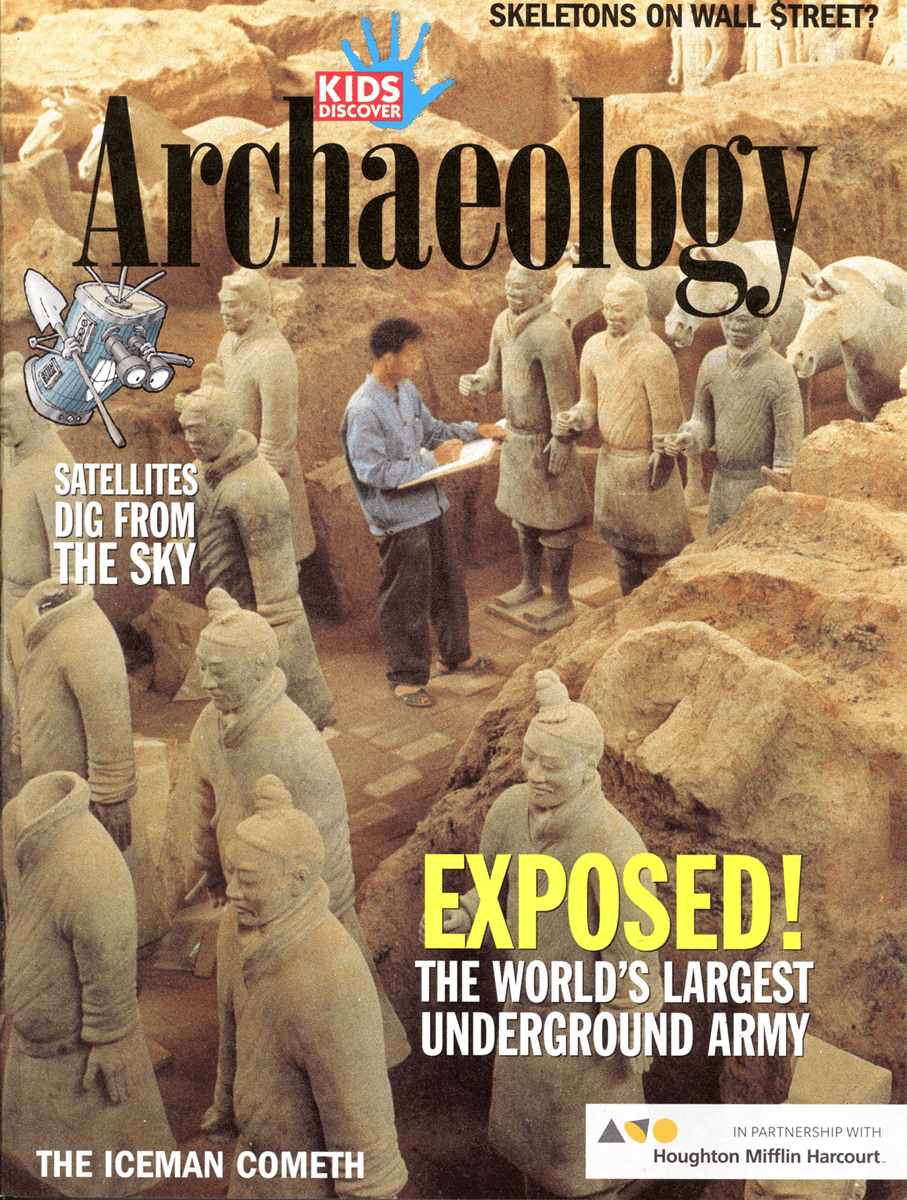 SKELETONS ON WALL $TREET?
KIDS
DISCOVER
Archaeology
SATELLITES
DIG FROM
THE SKY
EXPOSED!
THE WORLD'S LARGEST
UNDERGROUND ARMY
IN PARTNERSHIP WITH
Houghton Mifflin Harcourt
THE ICEMAN COMETH